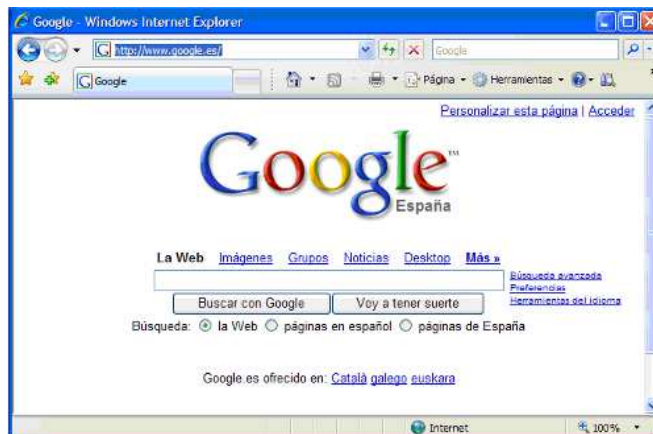 Google - Windows Internet Explorer
http://www.google.es/
Google
Google
Página
Herramientas
Personalizar esta página | Acceder
Google™
España
La Web Imágenes Grupos Noticias Desktop Más »
Búsqueda avanzada
Preferencias
Herramientas del idioma
Buscar con Google Voy a tener suerte
Búsqueda: la Web páginas en español páginas de España
Google.es ofrecido en: Català galego euskara
Internet 100%